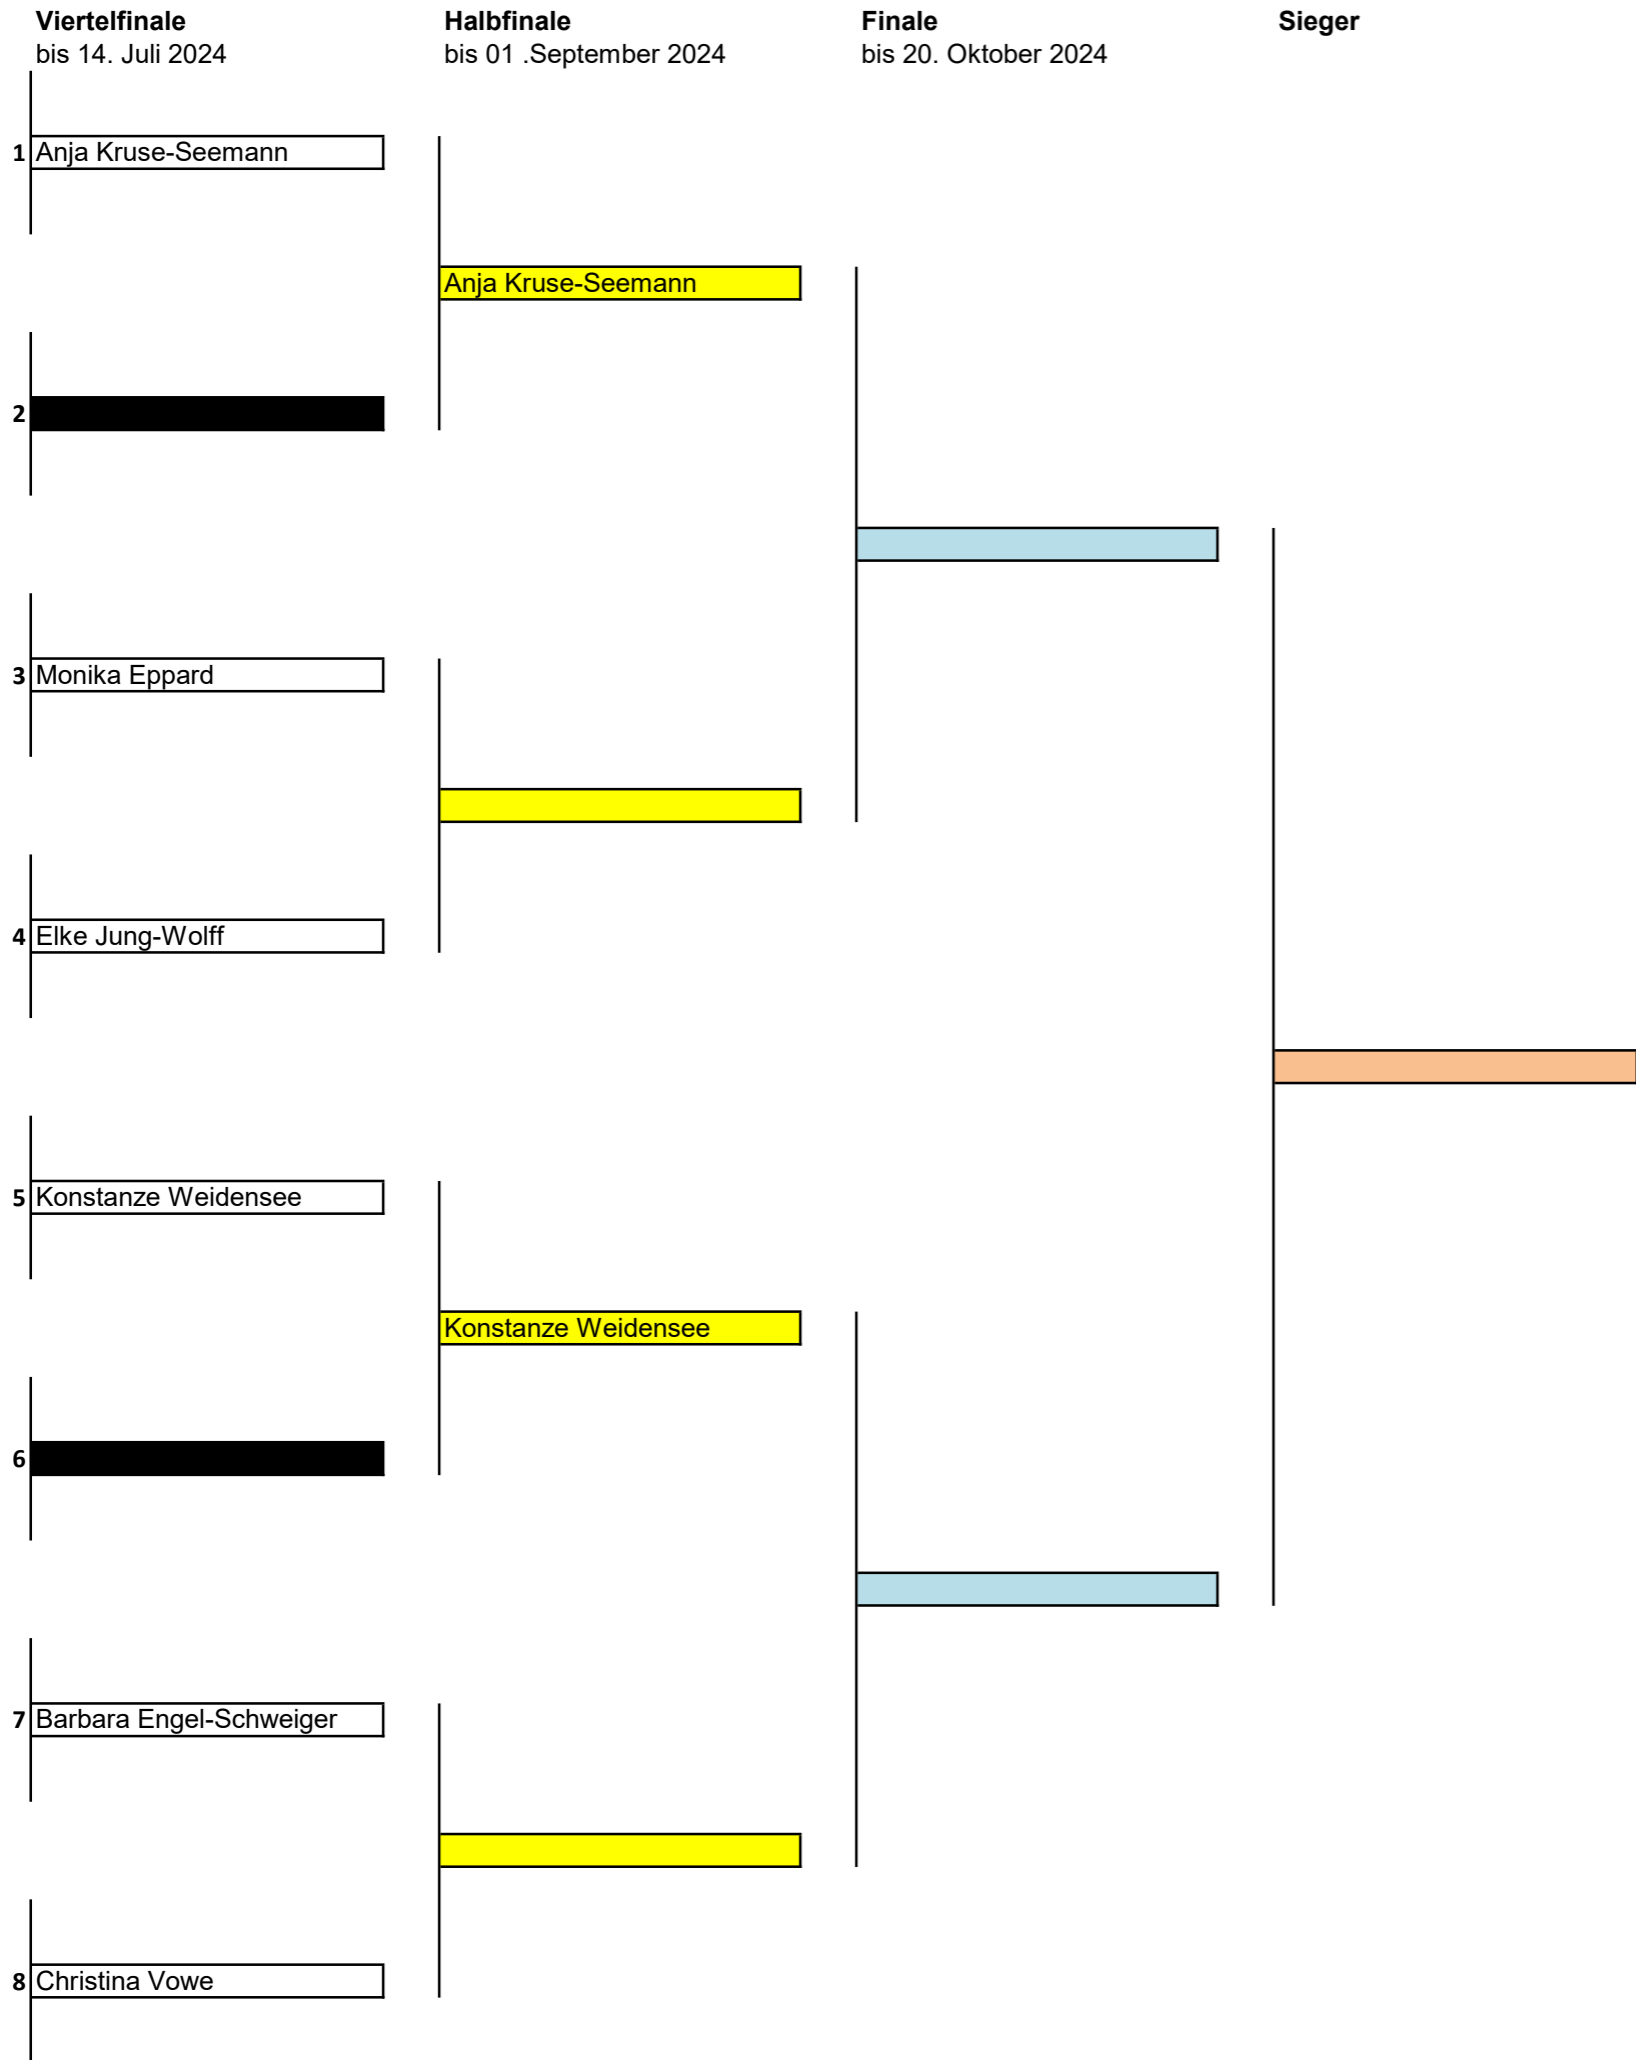 Viertelfinale Halbfinale Finale Sieger
bis 14. Juli 2024 bis 01 .September 2024 bis 20. Oktober 2024
1 Anja Kruse-Seemann
Anja Kruse-Seemann
2
3 Monika Eppard
4 Elke Jung-Wolff
5 Konstanze Weidensee
Konstanze Weidensee
6
7 Barbara Engel-Schweiger
8 Christina Vowe